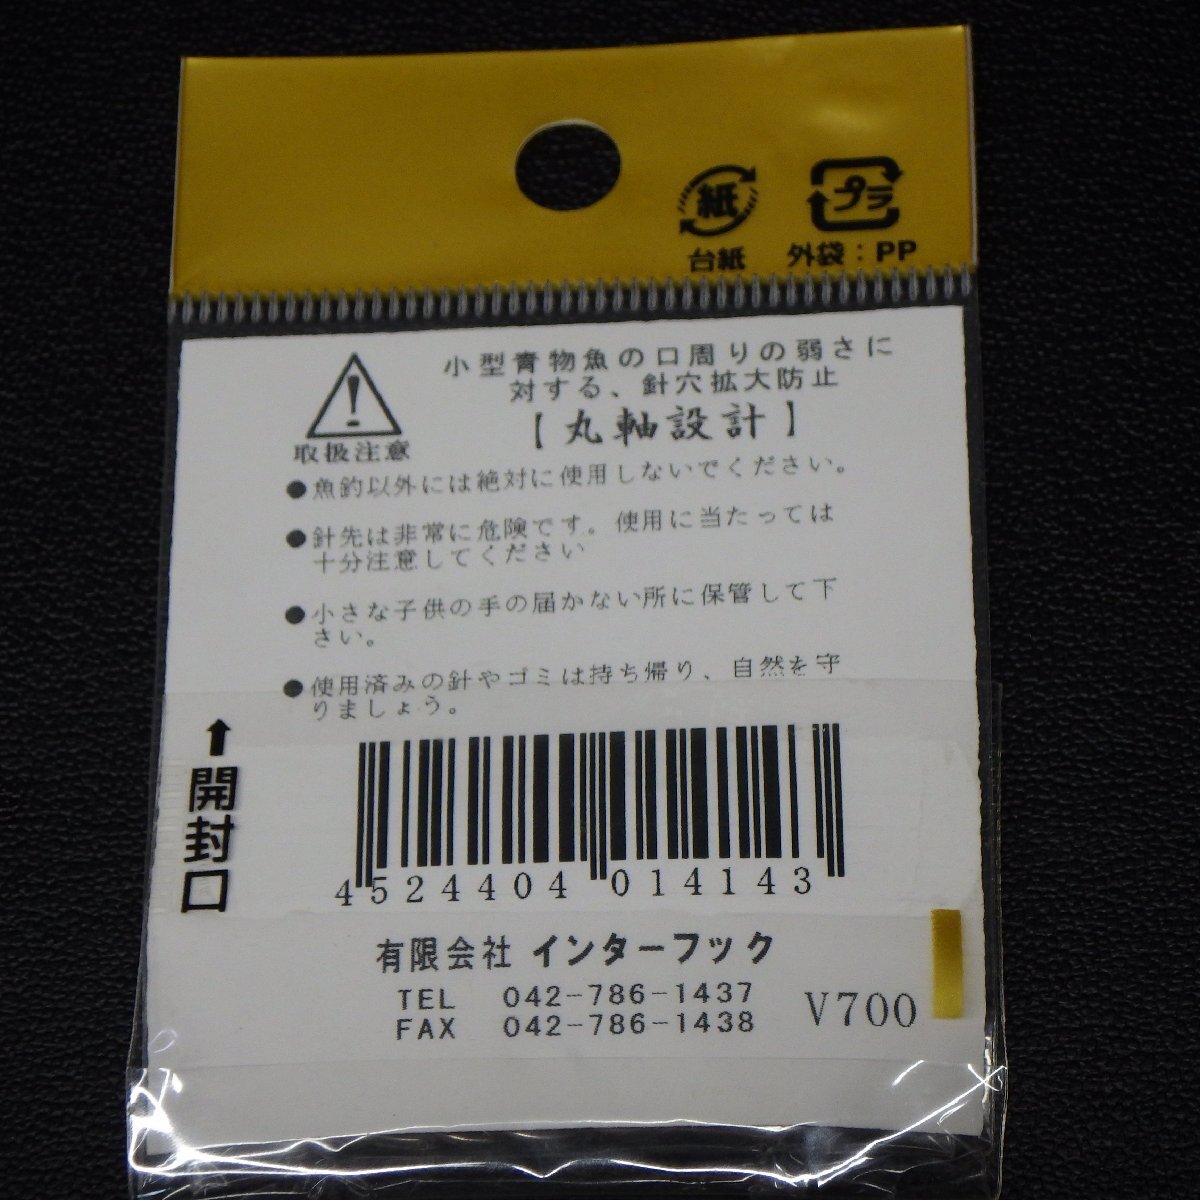 紙
プラ
台紙
外袋：PP
小型青物魚の口周りの弱さに
対する、針穴拡大防止
【丸軸設計】
取扱注意
●魚釣以外には絶対に使用しないでください。
●針先は非常に危険です。使用に当たっては
十分注意してください
●小さな子供の手の届かない所に保管して下
さい。
●使用済みの針やゴミは持ち帰り、自然を守
りましょう。
↑開封口
4524404014143
有限会社 インターフック
TEL 042-786-1437
FAX 042-786-1438
V700